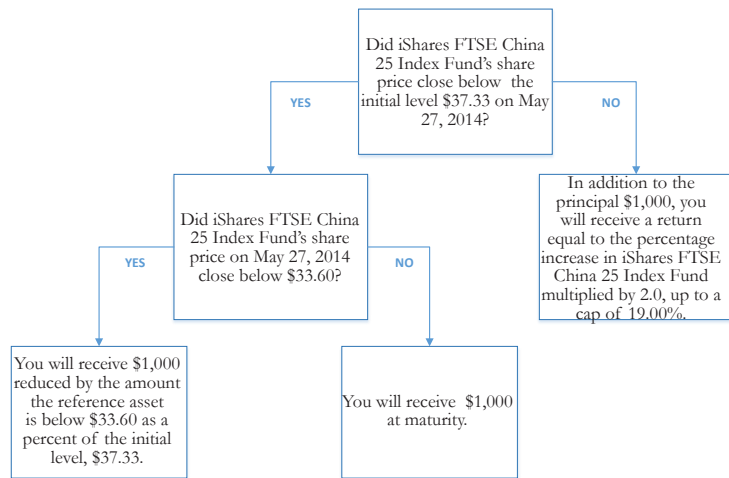 Did iShares FTSE China
25 Index Fund's share
price close below the
initial level $37.33 on May
27, 2014?
YES
NO
Did iShares FTSE China
25 Index Fund's share
price on May 27, 2014
close below $33.60?
In addition to the
principal $1,000, you
will receive a return
equal to the percentage
increase in iShares FTSE
China 25 Index Fund
multiplied by 2.0, up to
a cap of 19.00%.
YES
NO
You will receive $1,000
reduced by the amount
the reference asset
is below $33.60 as a
percent of the initial
level, $37.33.
You will receive $1,000
at maturity.